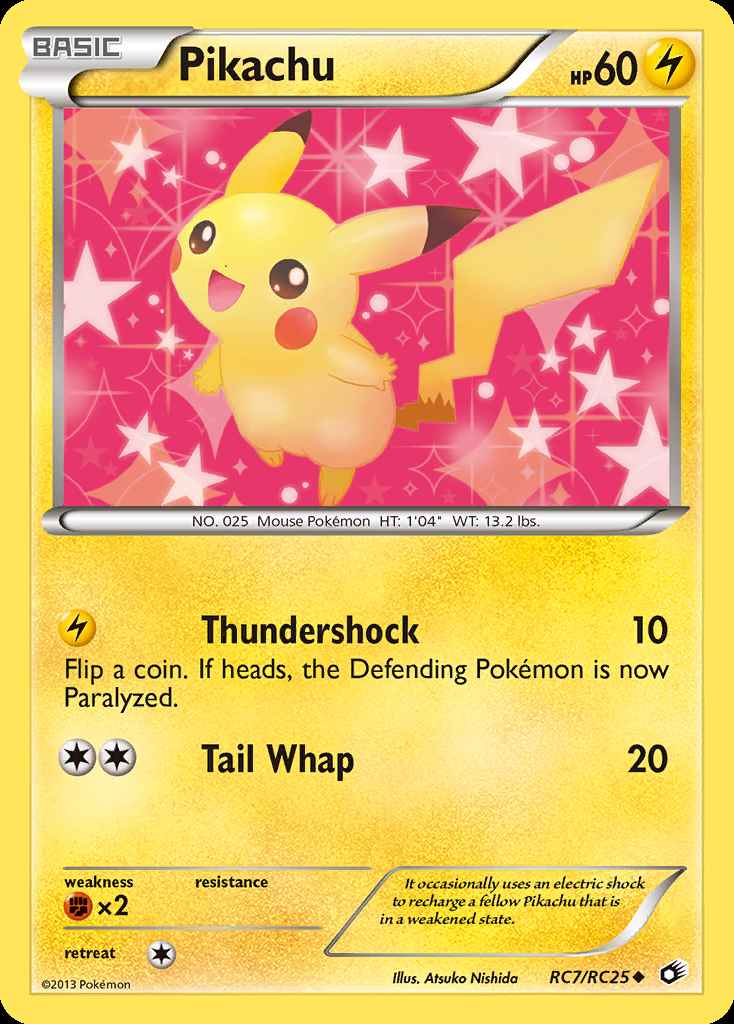 BASIC
Pikachu
HP60
NO. 025 Mouse Pokémon HT: 1'04" WT: 13.2 lbs.
Thundershock 10
Flip a coin. If heads, the Defending Pokémon is now
Paralyzed.
Tail Whap 20
weakness resistance
×2
retreat
It occasionally uses an electric shock
to recharge a fellow Pikachu that is
in a weakened state.
©2013 Pokémon
Illus. Atsuko Nishida
RC7/RC25